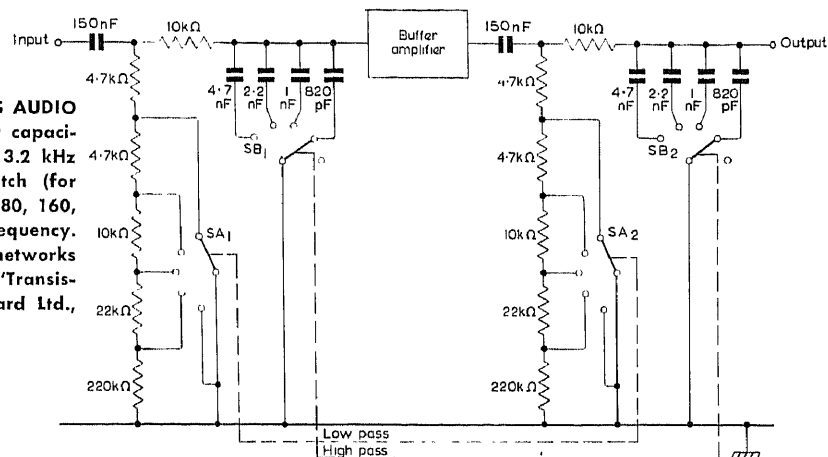 150nF
10kΩ
Input
4·7kΩ
4·7 nF
2·2 nF
1 nF
820 pF
SB1
4·7kΩ
10kΩ
SA1
22kΩ
220kΩ
Buffer amplifier
150nF
10kΩ
Output
4·7kΩ
4·7 nF
2·2 nF
1 nF
820 pF
SB2
4·7kΩ
10kΩ
SA2
22kΩ
220kΩ
Low pass
High pass
AUDIO
r capaci-
3.2 kHz
tch (for
80, 160,
equency.
networks
'Transis-
ard Ltd.,